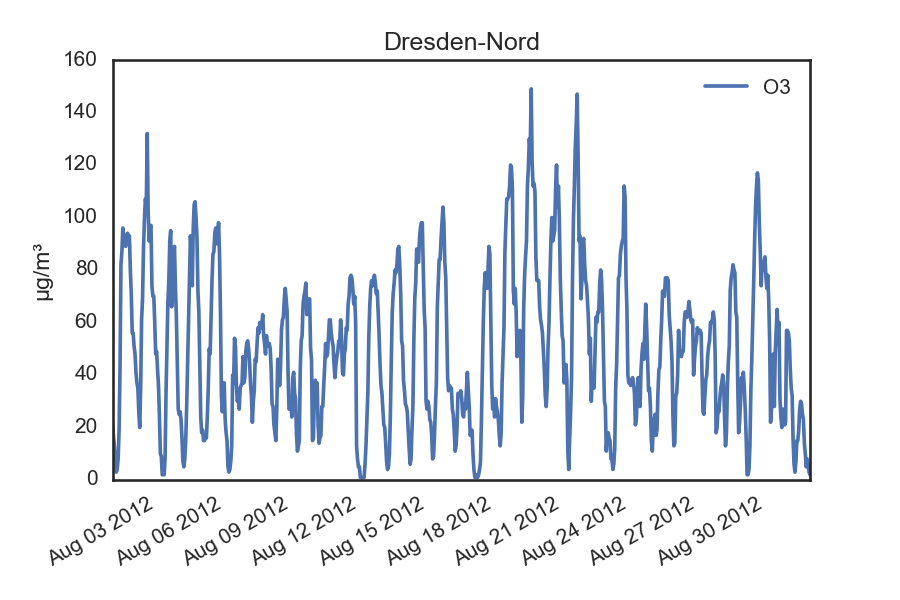 Dresden-Nord
160
140
120
100
80
60
40
20
0
µg/m³
O3
Aug 03 2012
Aug 06 2012
Aug 09 2012
Aug 12 2012
Aug 15 2012
Aug 18 2012
Aug 21 2012
Aug 24 2012
Aug 27 2012
Aug 30 2012